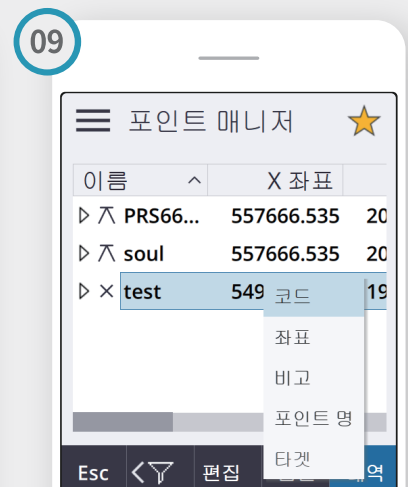 09
포인트 매니저
이름 X 좌표
PRS66... 557666.535 20
soul 557666.535 20
test 549 19
코드
좌표
비고
포인트 명
타겟
Esc 편집